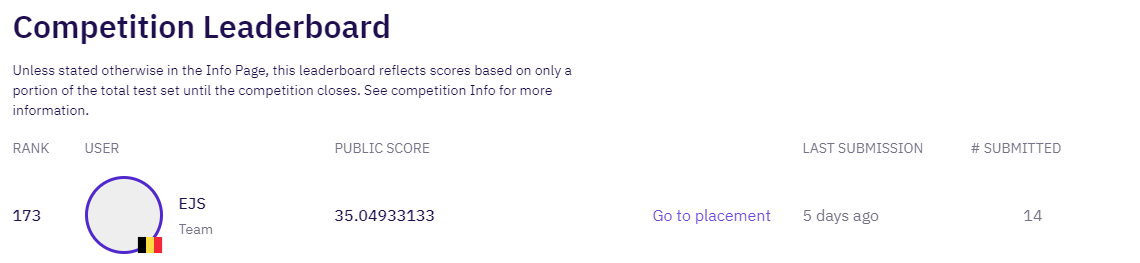 Competition Leaderboard
Unless stated otherwise in the Info Page, this leaderboard reflects scores based on only a
portion of the total test set until the competition closes. See competition Info for more
information.
RANK USER PUBLIC SCORE LAST SUBMISSION # SUBMITTED
173 EJS Team 35.04933133 Go to placement 5 days ago 14